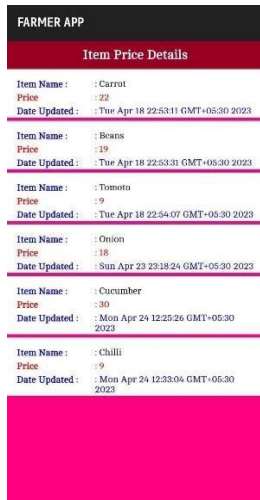 FARMER APP
Item Price Details
Item Name : : Carrot
Price : 22
Date Updated : : Tue Apr 18 22:53:11 GMT+05:30 2023
Item Name : : Beans
Price : 19
Date Updated : : Tue Apr 18 22:53:31 GMT+05:30 2023
Item Name : : Tomoto
Price : 9
Date Updated : : Tue Apr 18 22:54:07 GMT+05:30 2023
Item Name : : Onion
Price : 18
Date Updated : : Sun Apr 23 23:18:24 GMT+05:30 2023
Item Name : : Cucumber
Price : 30
Date Updated : : Mon Apr 24 12:25:26 GMT+05:30
2023
Item Name : : Chilli
Price : 9
Date Updated : : Mon Apr 24 12:33:04 GMT+05:30
2023